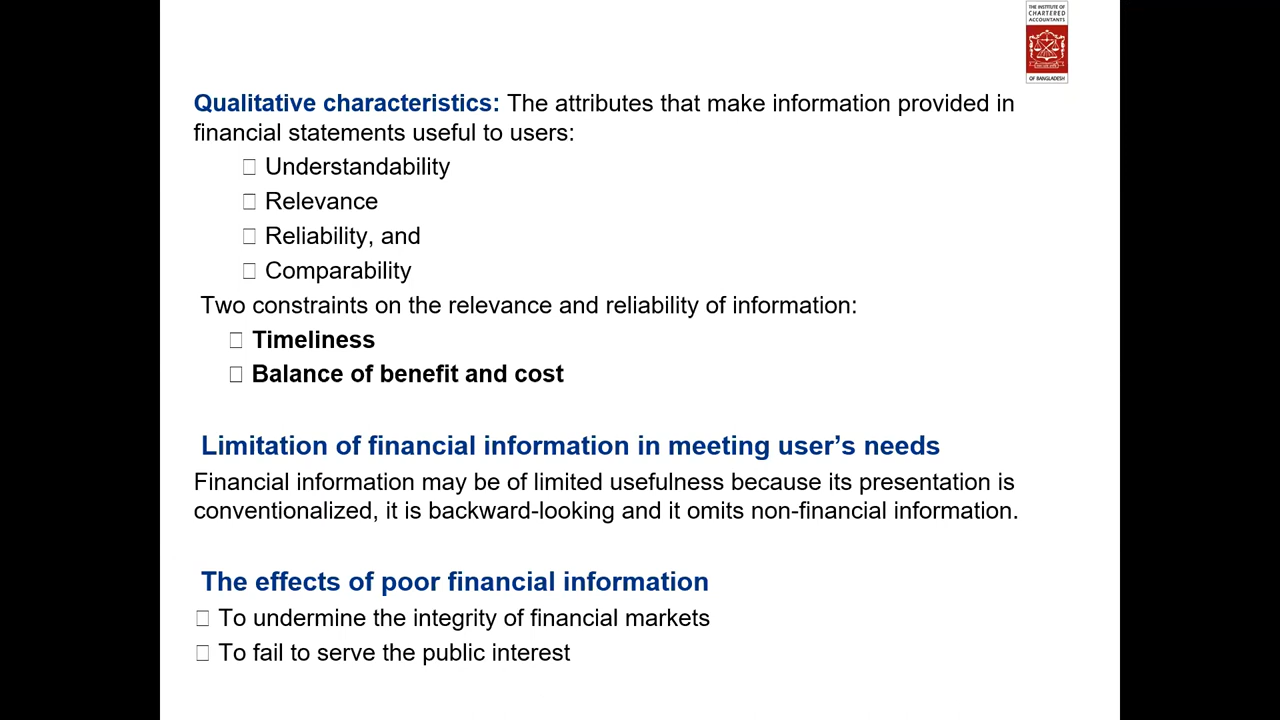 THE INSTITUTE OF
CHARTERED
ACCOUNTANTS
OF BANGLADESH
Qualitative characteristics: The attributes that make information provided in
financial statements useful to users:
Understandability
Relevance
Reliability, and
Comparability
Two constraints on the relevance and reliability of information:
Timeliness
Balance of benefit and cost
Limitation of financial information in meeting user’s needs
Financial information may be of limited usefulness because its presentation is
conventionalized, it is backward-looking and it omits non-financial information.
The effects of poor financial information
To undermine the integrity of financial markets
To fail to serve the public interest